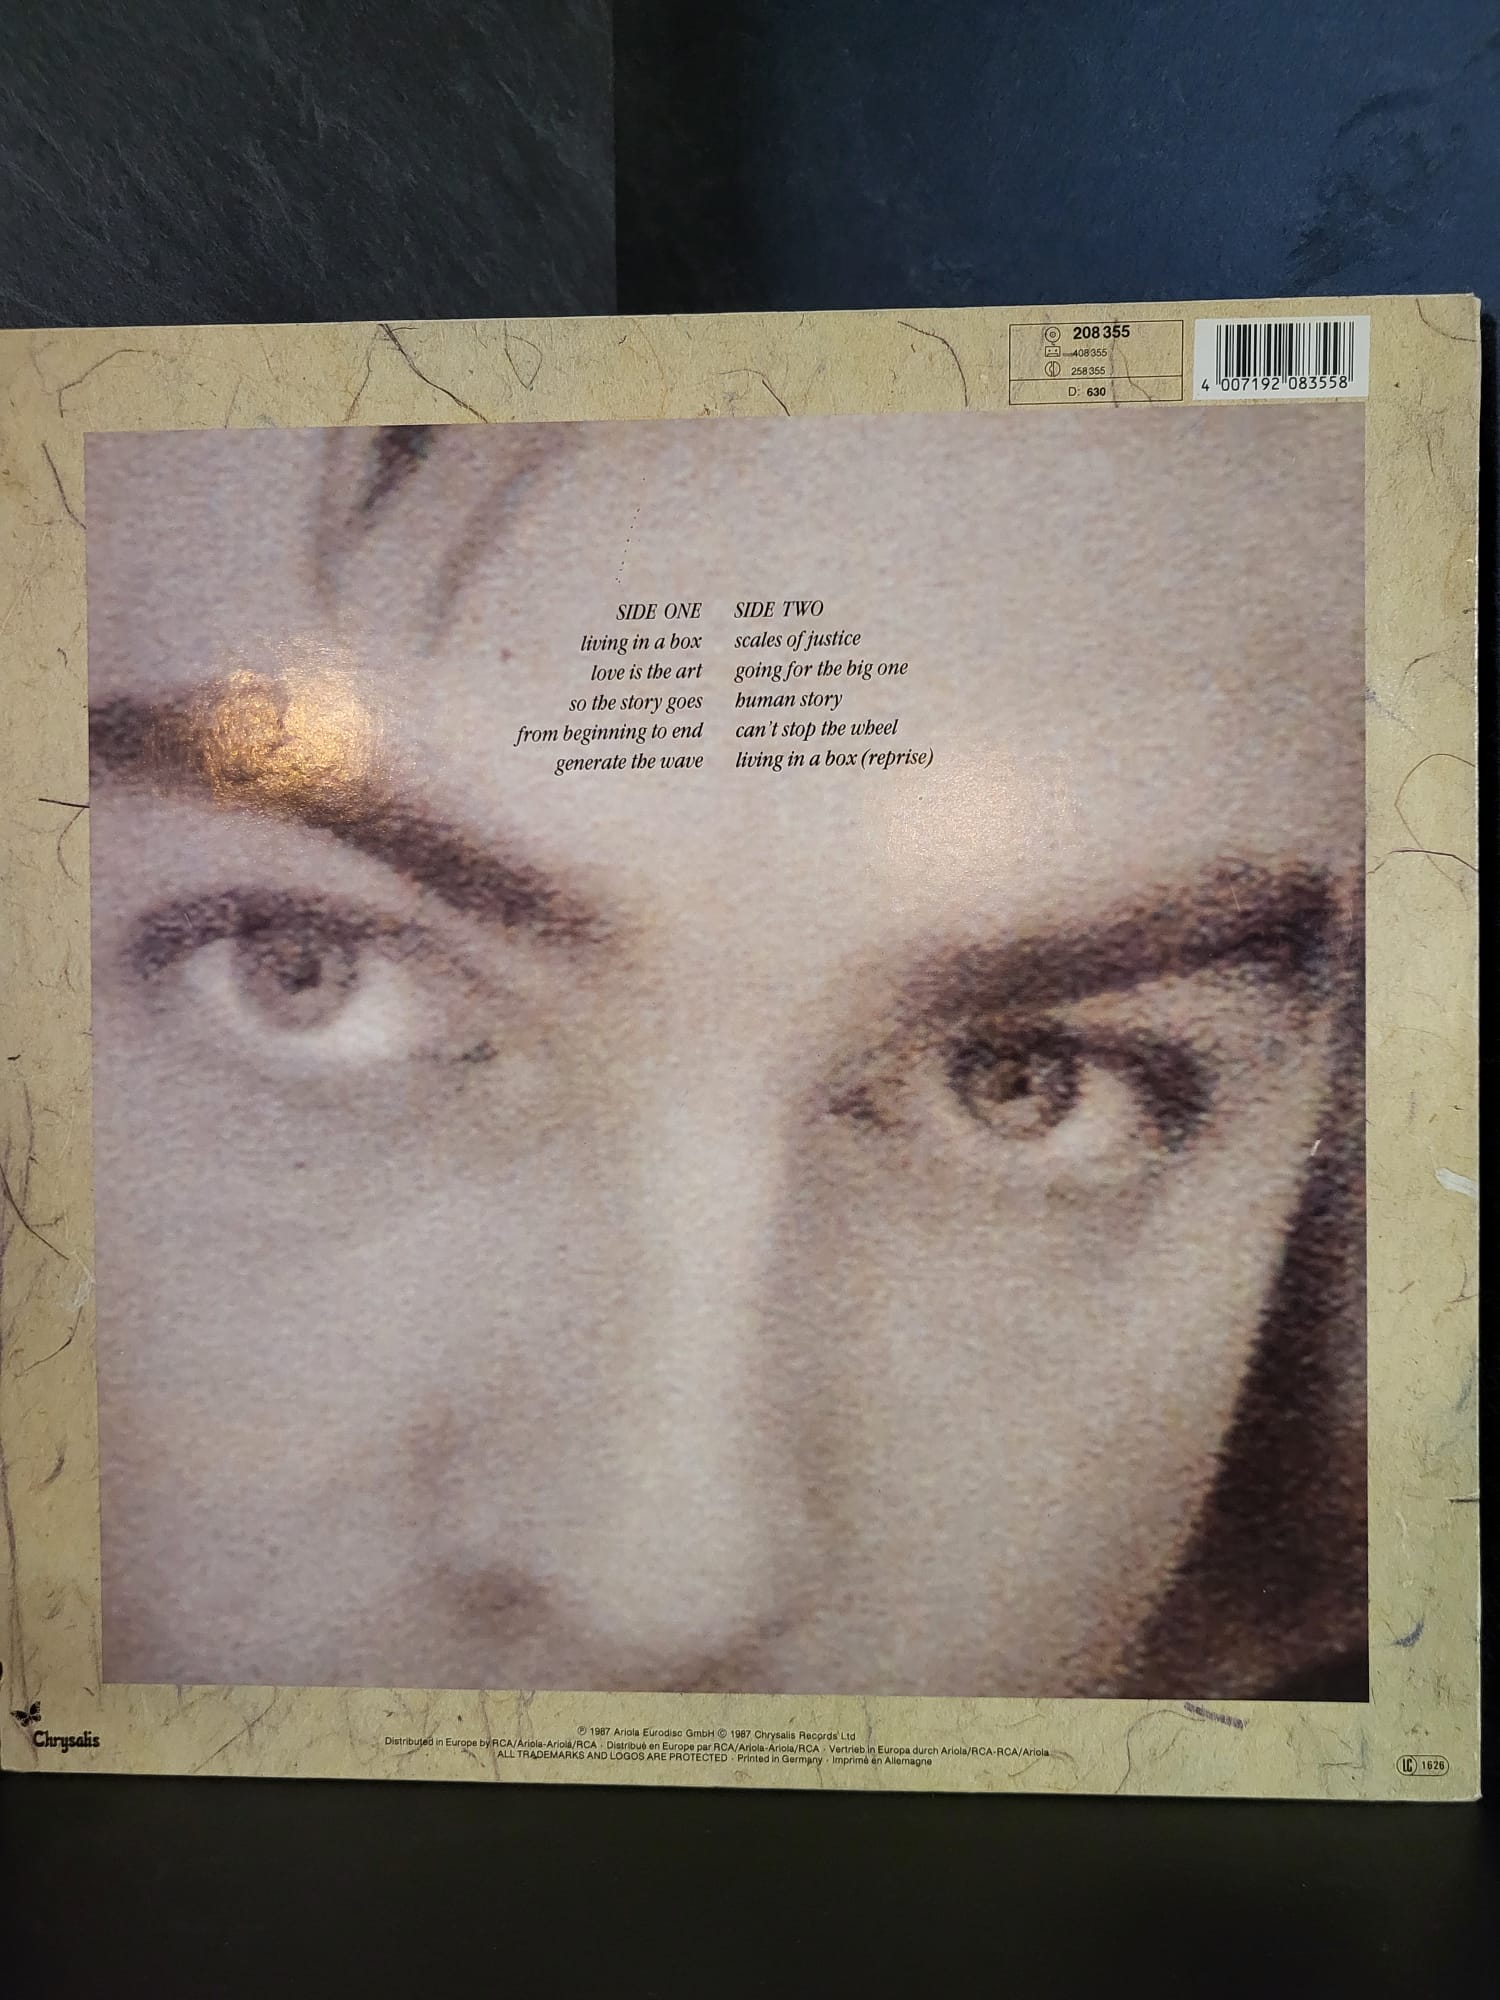 208 355
408 355
258 355
D: 630
4 007192 083558
SIDE ONE
living in a box
love is the art
so the story goes
from beginning to end
generate the wave
SIDE TWO
scales of justice
going for the big one
human story
can't stop the wheel
living in a box (reprise)
Chrysalis
℗ 1987 Ariola Eurodisc GmbH © 1987 Chrysalis Records Ltd
Distributed in Europe by RCA/Ariola-Ariola/RCA · Distribué en Europe par RCA/Ariola-Ariola/RCA · Vertrieb in Europa durch Ariola/RCA-RCA/Ariola
ALL TRADEMARKS AND LOGOS ARE PROTECTED · Printed in Germany · Imprimé en Allemagne
LC 1626